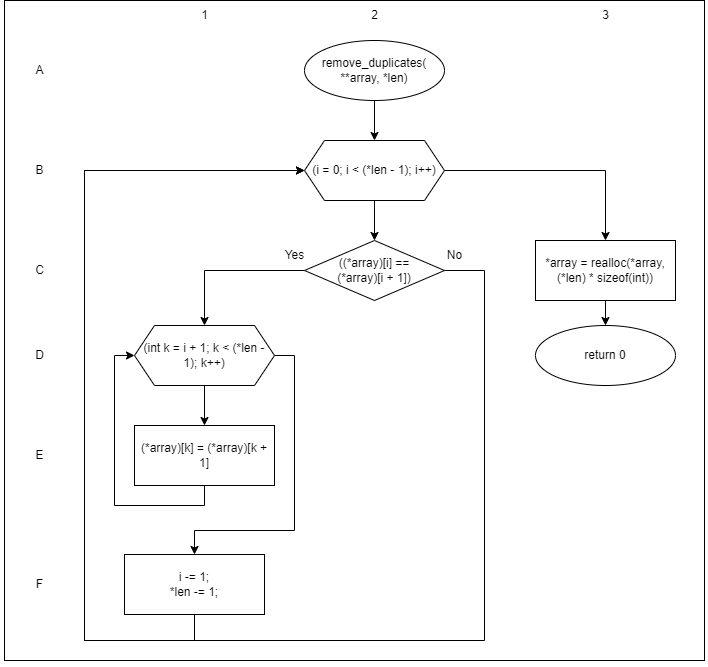 1 2 3
A
remove_duplicates(
**array, *len)
B
(i = 0; i < (*len - 1); i++)
Yes
No
C
((*array)[i] ==
(*array)[i + 1])
*array = realloc(*array,
(*len) * sizeof(int))
D
(int k = i + 1; k < (*len -
1); k++)
return 0
E
(*array)[k] = (*array)[k +
1]
F
i -= 1;
*len -= 1;